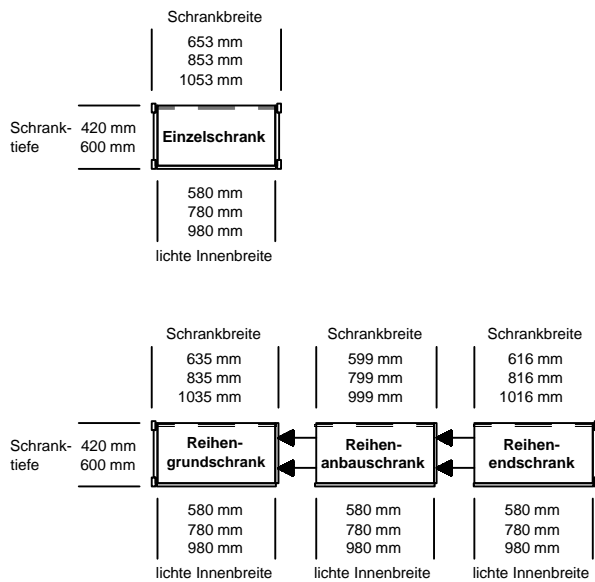 Schrankbreite
653 mm
853 mm
1053 mm
Schrank-
tiefe
420 mm
600 mm
Einzelschrank
580 mm
780 mm
980 mm
lichte Innenbreite
Schrankbreite
635 mm
835 mm
1035 mm
Schrankbreite
599 mm
799 mm
999 mm
Schrankbreite
616 mm
816 mm
1016 mm
Schrank-
tiefe
420 mm
600 mm
Reihen-
grundschrank
Reihen-
anbauschrank
Reihen-
endschrank
580 mm
780 mm
980 mm
lichte Innenbreite
580 mm
780 mm
980 mm
lichte Innenbreite
580 mm
780 mm
980 mm
lichte Innenbreite